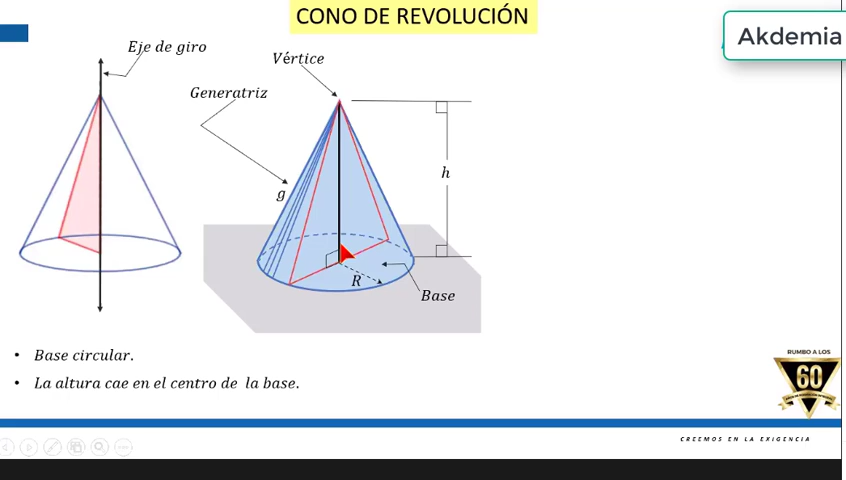 CONO DE REVOLUCIÓN
Akdemia
Eje de giro
Vértice
Generatriz
h
g
R
Base
• Base circular.
• La altura cae en el centro de la base.
RUMBO A LOS
60
CREEMOS EN LA EXIGENCIA